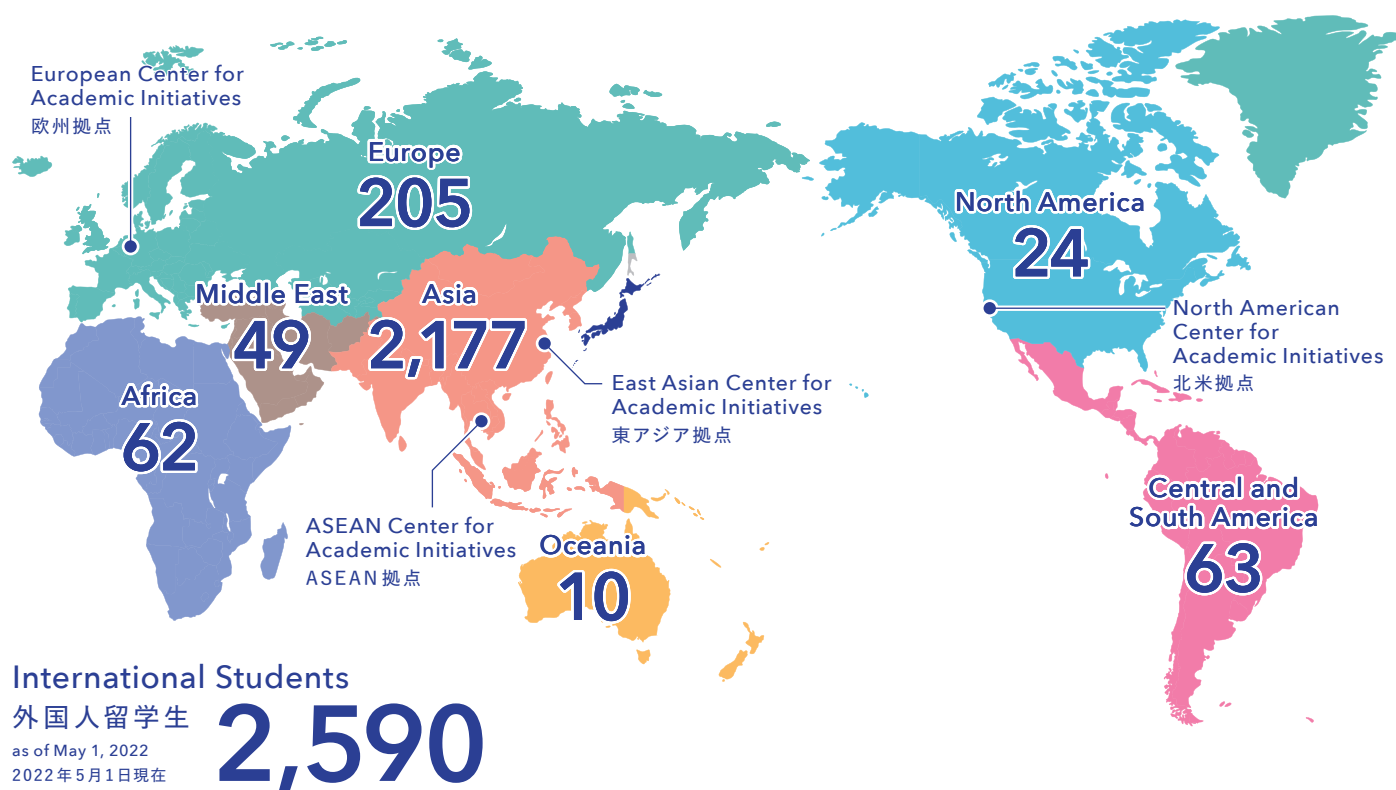 European Center for
Academic Initiatives
欧州拠点
Europe
205
North America
24
Middle East
49
Asia
2,177
North American
Center for
Academic Initiatives
北米拠点
East Asian Center for
Academic Initiatives
東アジア拠点
Africa
62
ASEAN Center for
Academic Initiatives
ASEAN拠点
Oceania
10
Central and
South America
63
International Students
外国人留学生
2,590
as of May 1, 2022
2022年5月1日現在